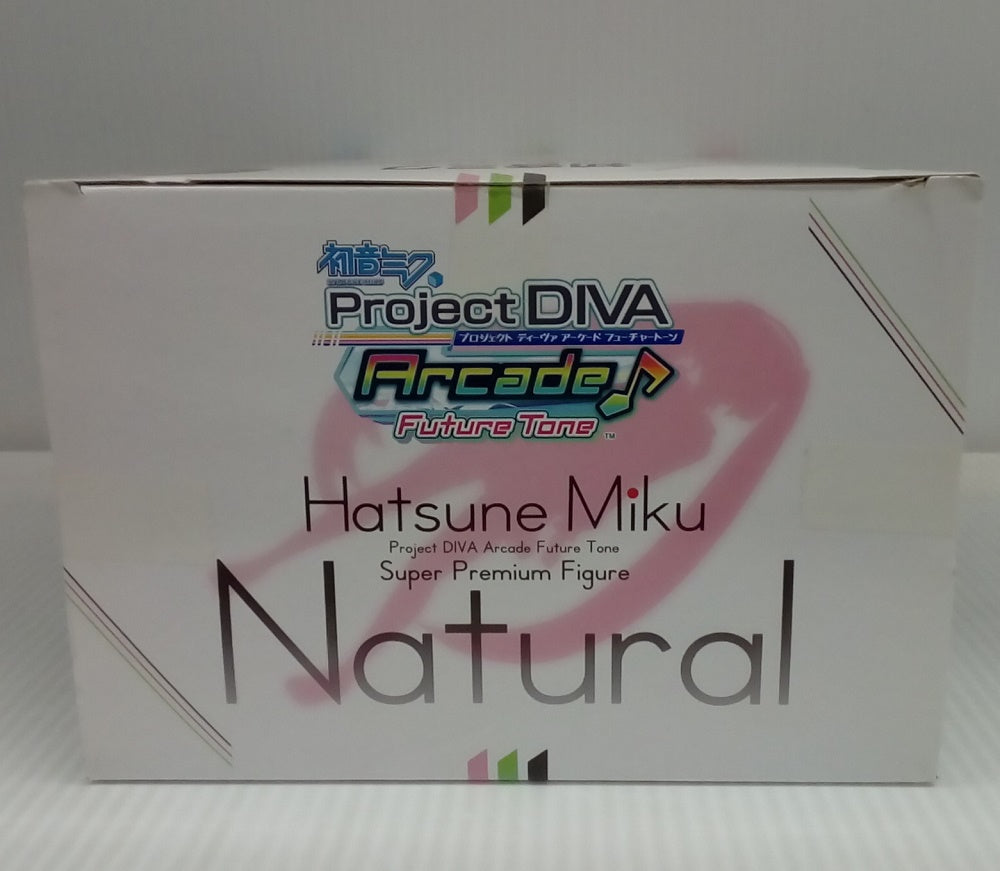 初音ミク
Project DIVA
プロジェクト ディーヴァ アーケード フューチャートーン
Arcade
Future Tone™
Hatsune Miku
Project DIVA Arcade Future Tone
Super Premium Figure
Natural